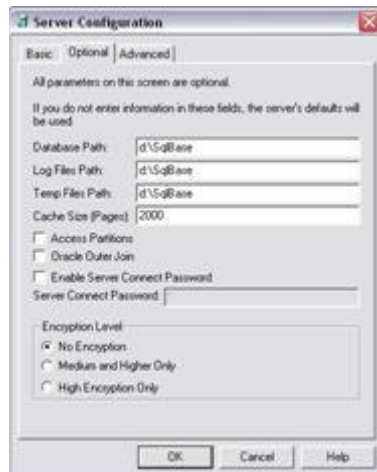 Server Configuration
Basic Optional Advanced
All parameters on this screen are optional.
If you do not enter information in these fields, the server's defaults will
be used.
Database Path: d:\SqlBase
Log Files Path: d:\SqlBase
Temp Files Path: d:\SqlBase
Cache Size (Pages): 2000
Access Partitions
Oracle Outer Join
Enable Server Connect Password
Server Connect Password:
Encryption Level
No Encryption
Medium and Higher Only
High Encryption Only
OK Cancel Help